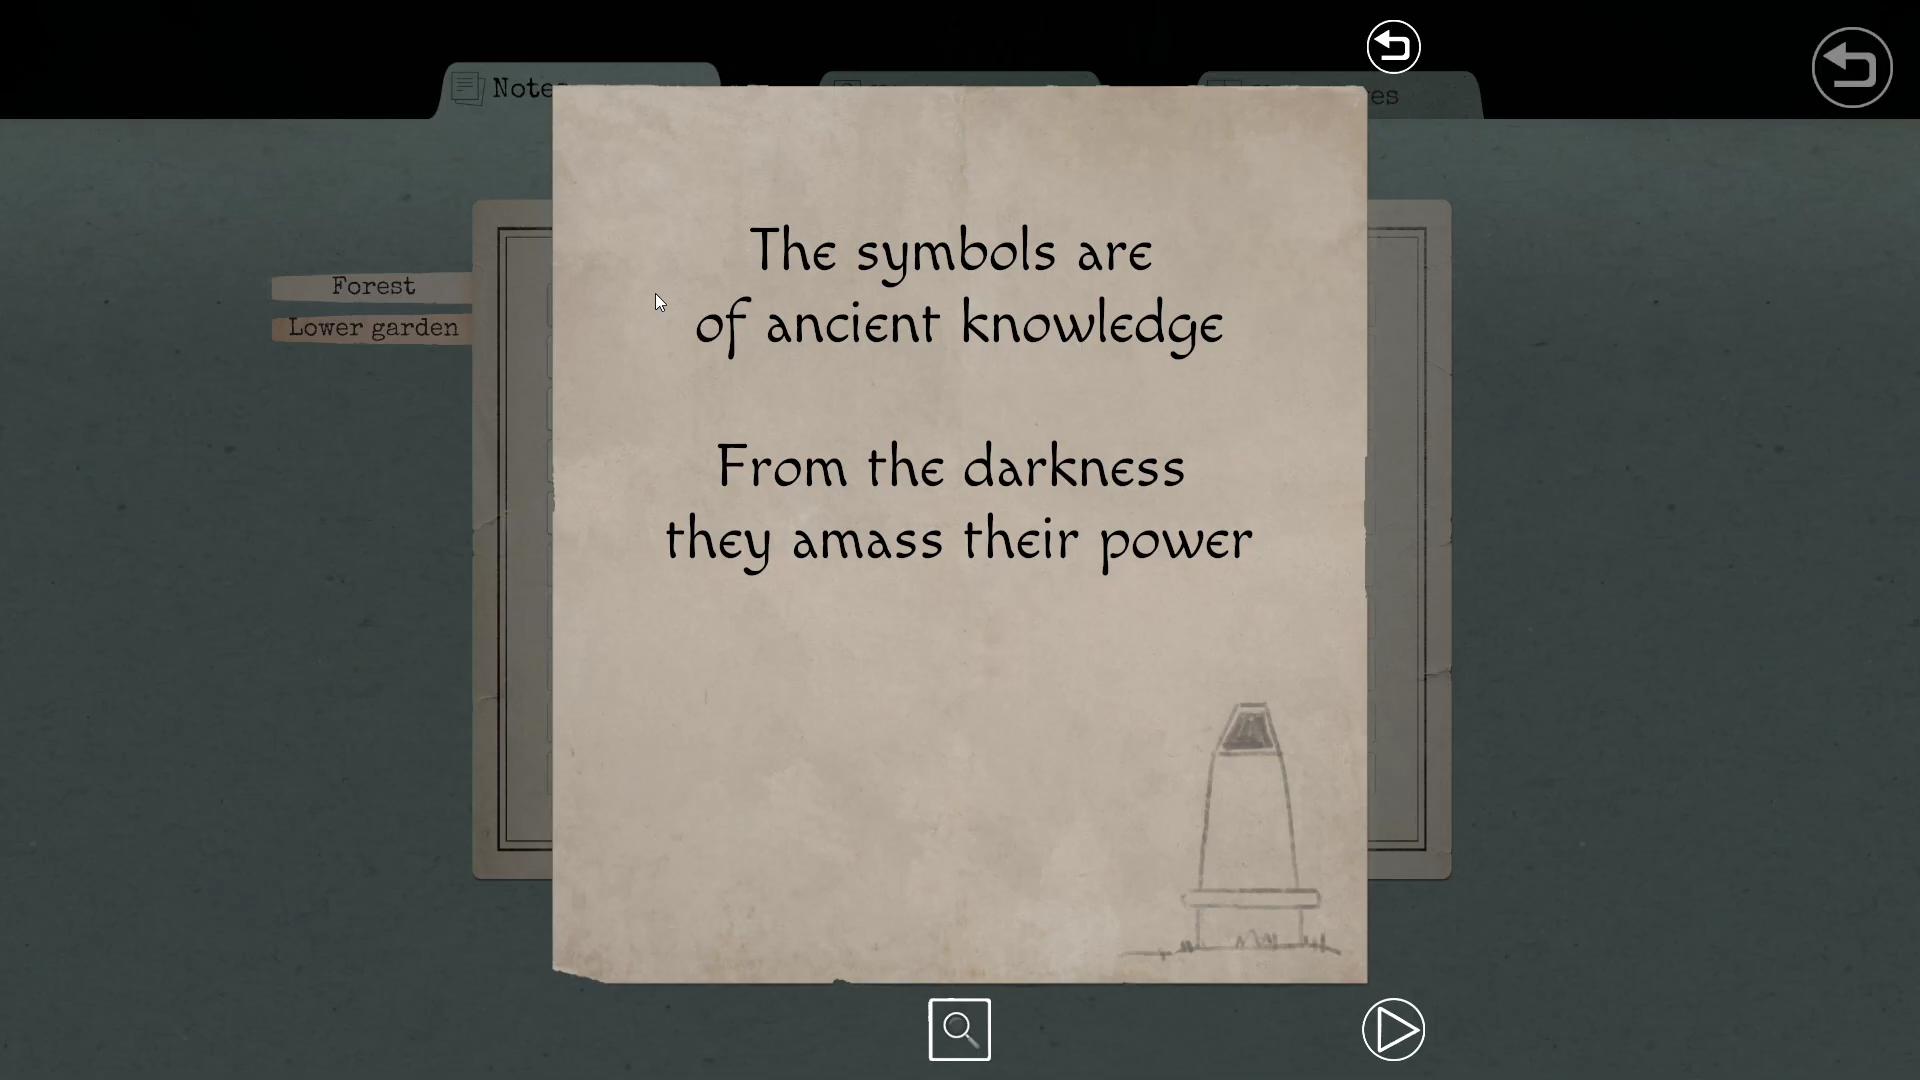 Notes
Forest
Lower garden
The symbols are
of ancient knowledge
From the darkness
they amass their power